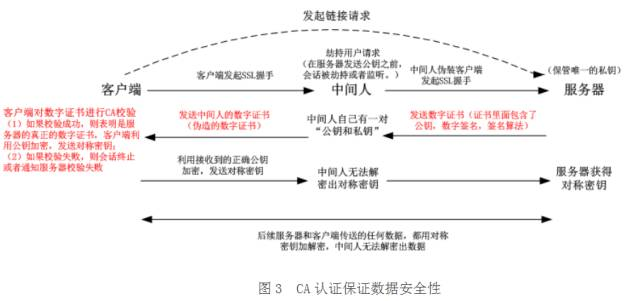 发起链接请求
劫持用户请求
(在服务器发送公钥之前,
会话被劫持或者监听。)
客户端发起SSL握手
中间人伪装客户端
发起SSL握手
(保管唯一的私钥)
客户端
中间人
服务器
客户端对数字证书进行CA校验
(1)如果校验成功,则表明是服
务器的真正的数字证书,客户端利
用公钥加密,发送对称密钥;
(2)如果校验失败,则会话终止
或者通知服务器校验失败
发送中间人的数字证书
(伪造的数字证书)
中间人自己有一对
“公钥和私钥”
发送数字证书(证书里面包含了
公钥,数字签名,签名算法)
利用接收到的正确公钥
加密,发送对称密钥
中间人无法解
密出对称密钥
服务器获得
对称密钥
后续服务器和客户端传送的任何数据,都用对称
密钥加解密,中间人无法解密出数据
图3 CA认证保证数据安全性